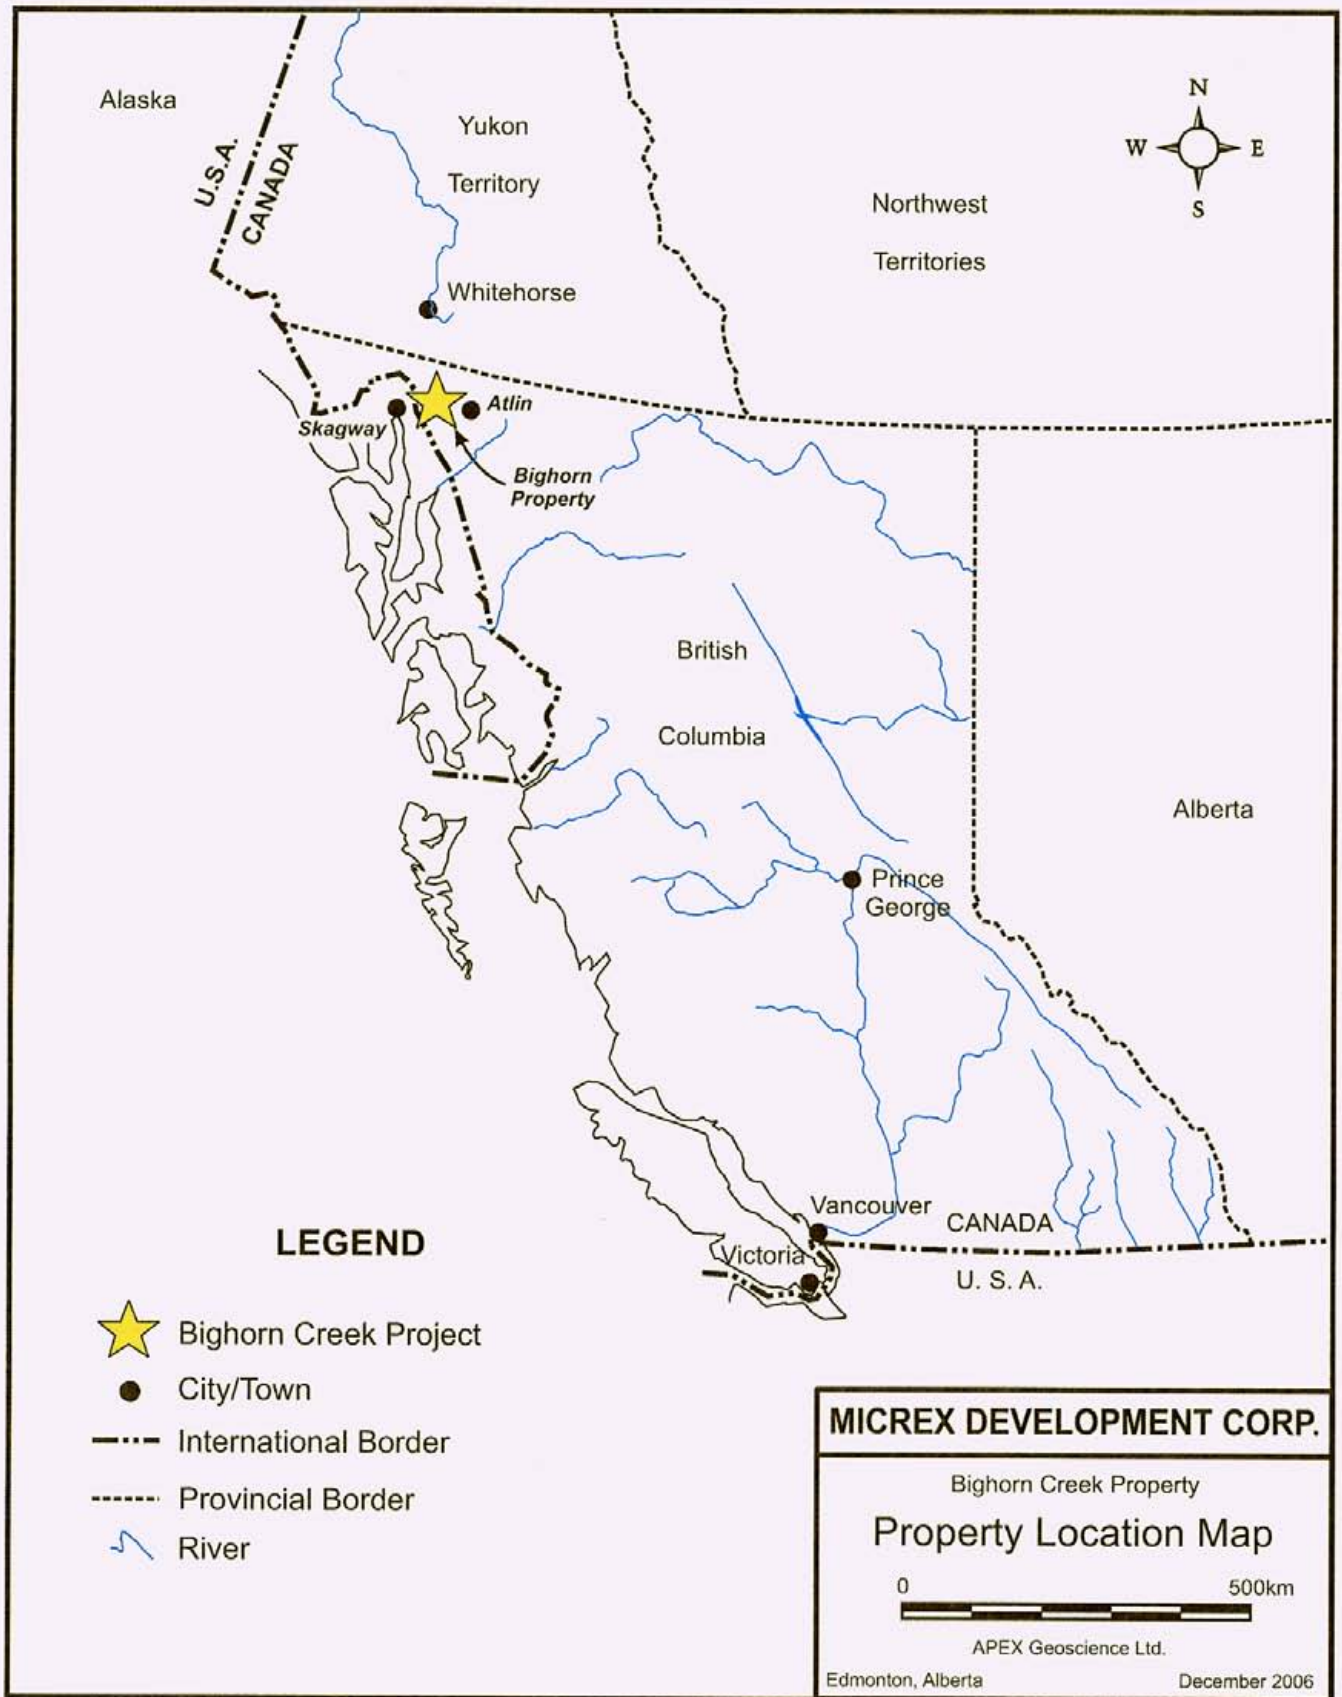 Alaska
U.S.A.
CANADA
Yukon
Territory
Northwest
Territories
N
W
E
S
Whitehorse
Skagway
Atlin
Bighorn
Property
British
Columbia
Alberta
Prince
George
Vancouver
Victoria
CANADA
U. S. A.
LEGEND
Bighorn Creek Project
City/Town
International Border
Provincial Border
River
MICREX DEVELOPMENT CORP.
Bighorn Creek Property
Property Location Map
0 500km
APEX Geoscience Ltd.
Edmonton, Alberta December 2006